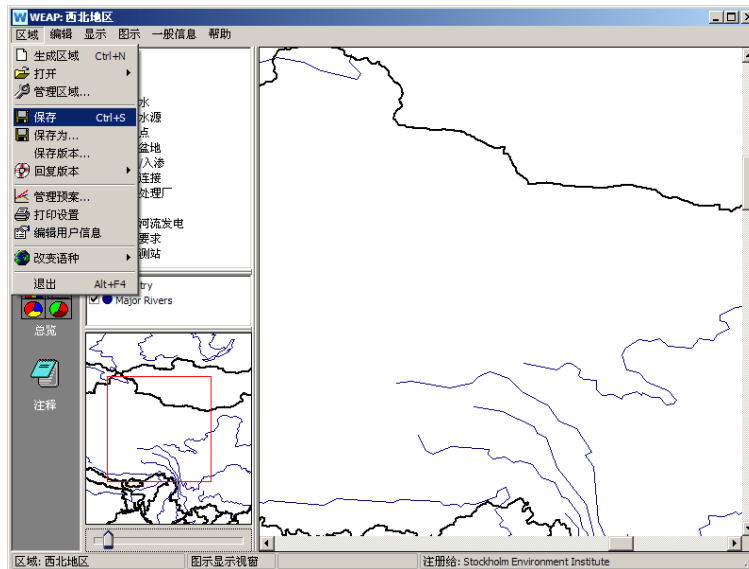 WEAP: 西北地区
区域 编辑 显示 图示 一般信息 帮助
生成区域 Ctrl+N
打开
管理区域...
保存 Ctrl+S
保存为...
保存版本...
回复版本
管理预案...
打印设置
编辑用户信息
改变语种
退出 Alt+F4
水
水源
点
盆地
/入渗
连接
处理厂
河流发电
要求
测站
try
Major Rivers
总览
注释
区域: 西北地区 图示显示视窗 注册给: Stockholm Environment Institute